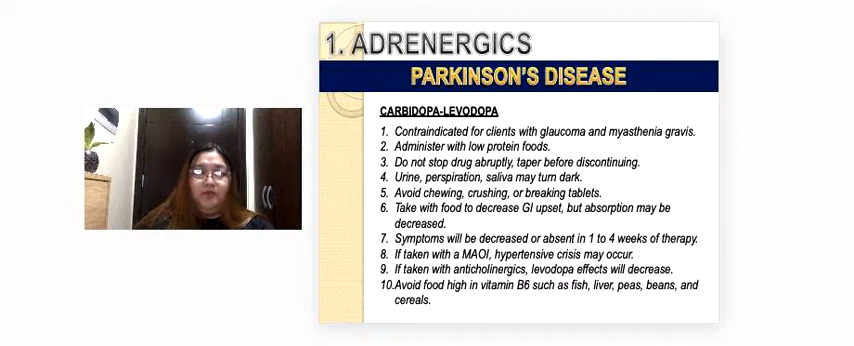 1. ADRENERGICS
PARKINSON'S DISEASE
CARBIDOPA-LEVODOPA
1. Contraindicated for clients with glaucoma and myasthenia gravis.
2. Administer with low protein foods.
3. Do not stop drug abruptly, taper before discontinuing.
4. Urine, perspiration, saliva may turn dark.
5. Avoid chewing, crushing, or breaking tablets.
6. Take with food to decrease GI upset, but absorption may be
decreased.
7. Symptoms will be decreased or absent in 1 to 4 weeks of therapy.
8. If taken with a MAOI, hypertensive crisis may occur.
9. If taken with anticholinergics, levodopa effects will decrease.
10.Avoid food high in vitamin B6 such as fish, liver, peas, beans, and
cereals.